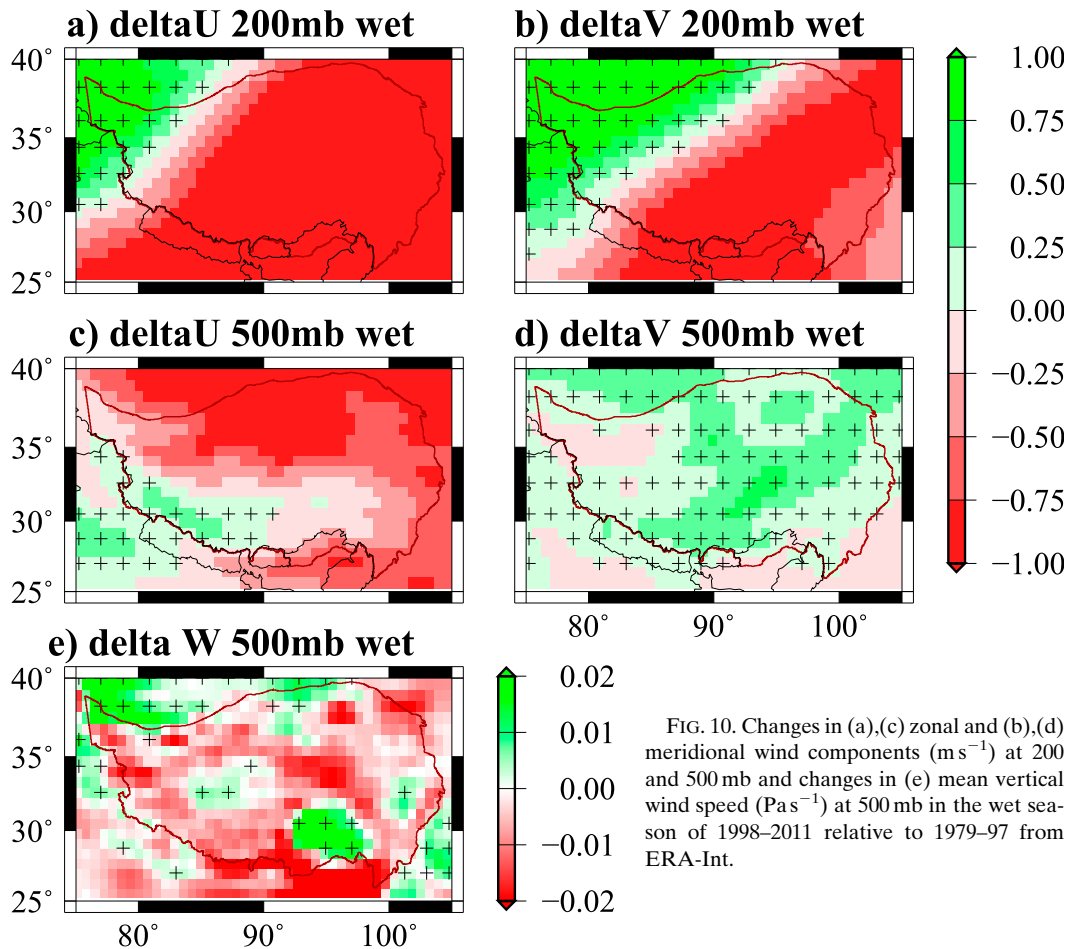 a) deltaU 200mb wet
b) deltaV 200mb wet
40°
35°
30°
25°
1.00
0.75
0.50
0.25
0.00
−0.25
−0.50
−0.75
−1.00
c) deltaU 500mb wet
d) deltaV 500mb wet
40°
35°
30°
25°
80° 90° 100°
e) delta W 500mb wet
40°
35°
30°
25°
80° 90° 100°
0.02
0.01
0.00
−0.01
−0.02
FIG. 10. Changes in (a),(c) zonal and (b),(d)
meridional wind components (m s⁻¹) at 200
and 500 mb and changes in (e) mean vertical
wind speed (Pa s⁻¹) at 500 mb in the wet sea-
son of 1998–2011 relative to 1979–97 from
ERA-Int.